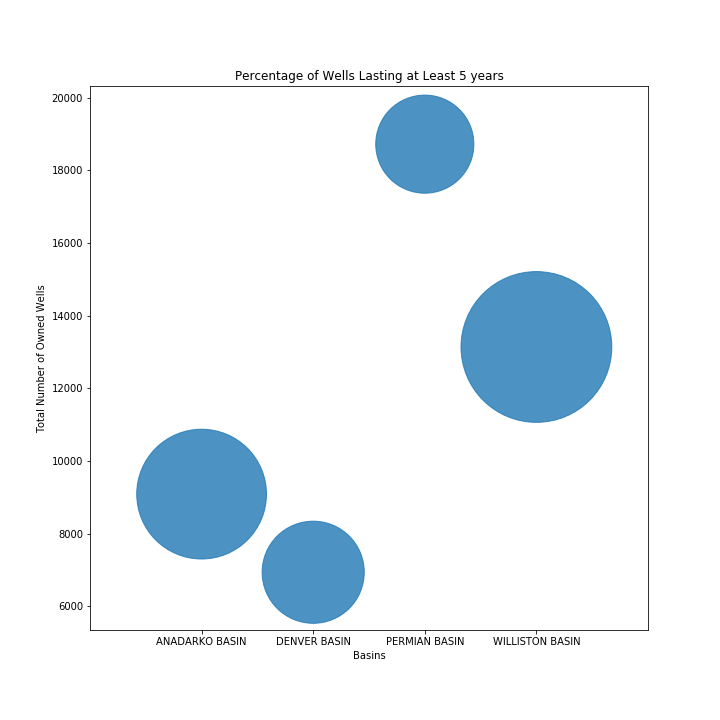 Percentage of Wells Lasting at Least 5 years
20000
18000
16000
14000
12000
10000
8000
6000
Total Number of Owned Wells
ANADARKO BASIN DENVER BASIN PERMIAN BASIN WILLISTON BASIN
Basins